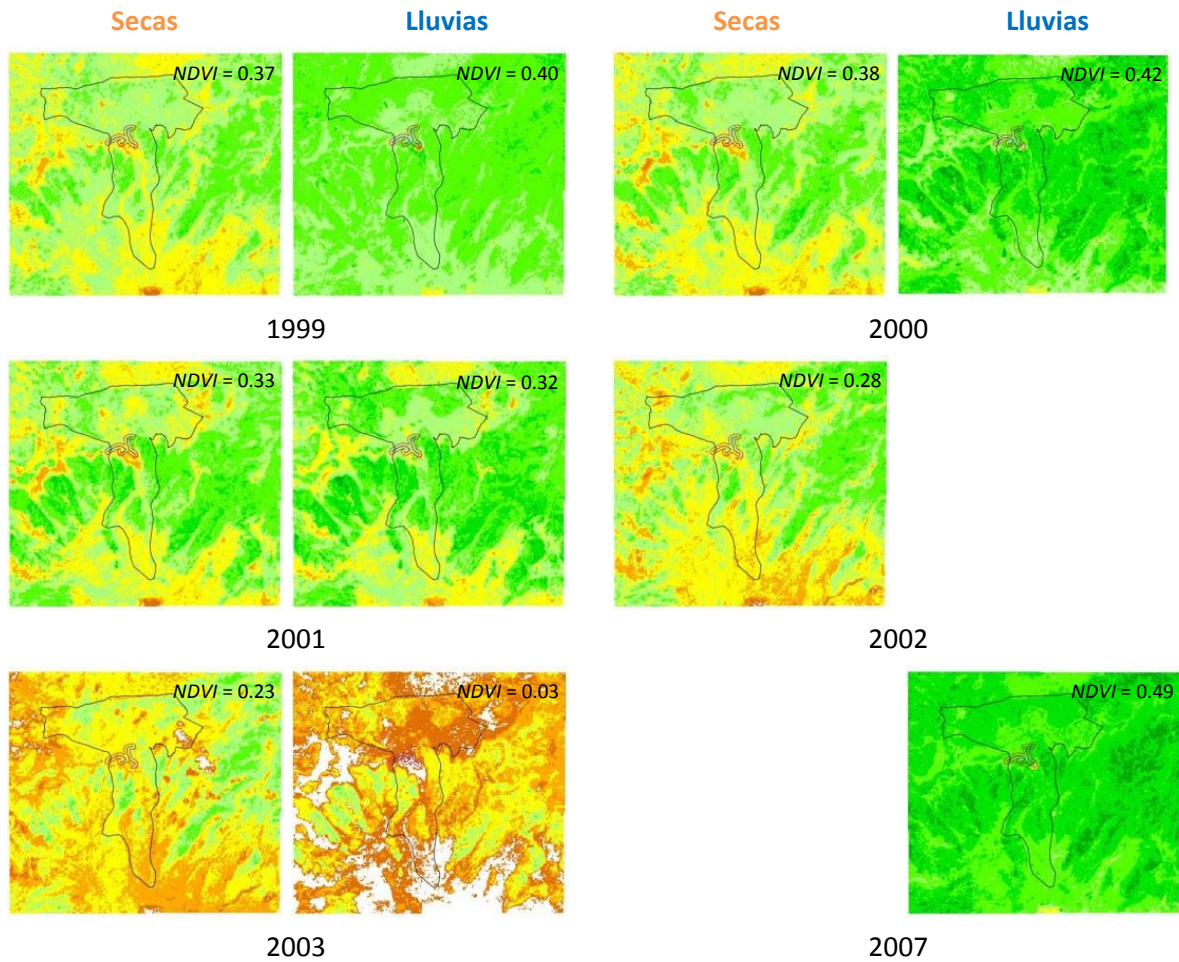 Secas
Lluvias
Secas
Lluvias
NDVI = 0.37
NDVI = 0.40
NDVI = 0.38
NDVI = 0.42
1999
2000
NDVI = 0.33
NDVI = 0.32
NDVI = 0.28
2001
2002
NDVI = 0.23
NDVI = 0.03
NDVI = 0.49
2003
2007